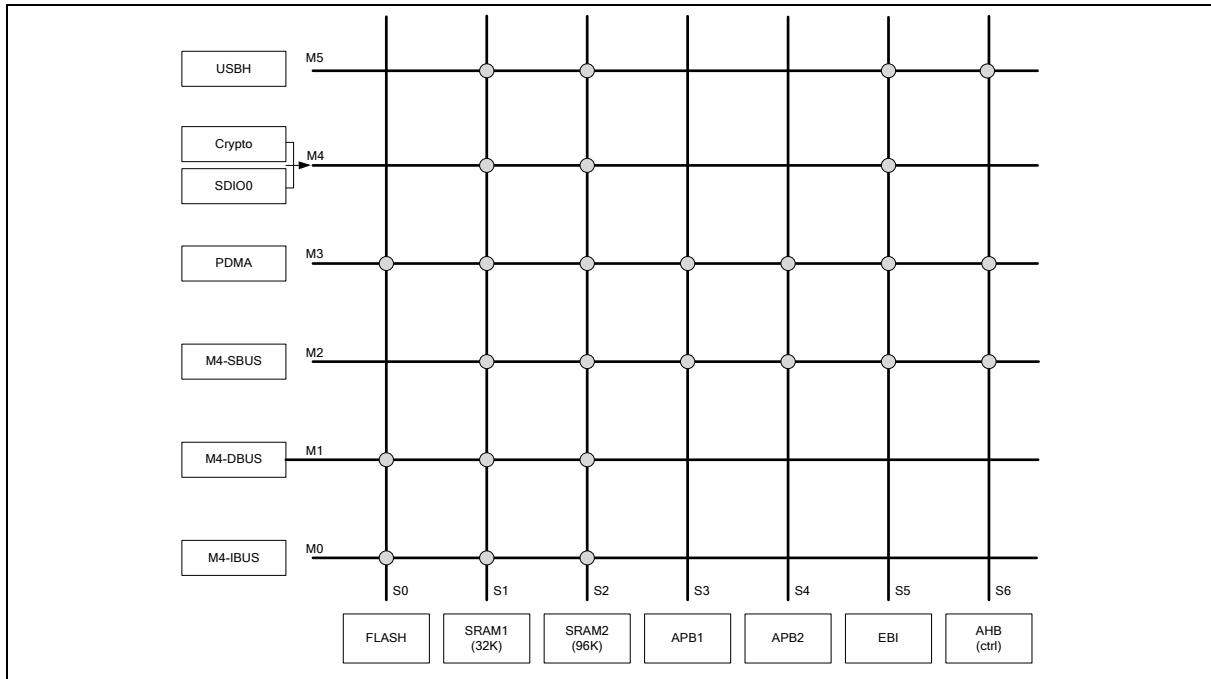 M5
USBH
Crypto
M4
SDIO0
M3
PDMA
M2
M4-SBUS
M1
M4-DBUS
M0
M4-IBUS
S0 S1 S2 S3 S4 S5 S6
FLASH
SRAM1
(32K)
SRAM2
(96K)
APB1
APB2
EBI
AHB
(ctrl)